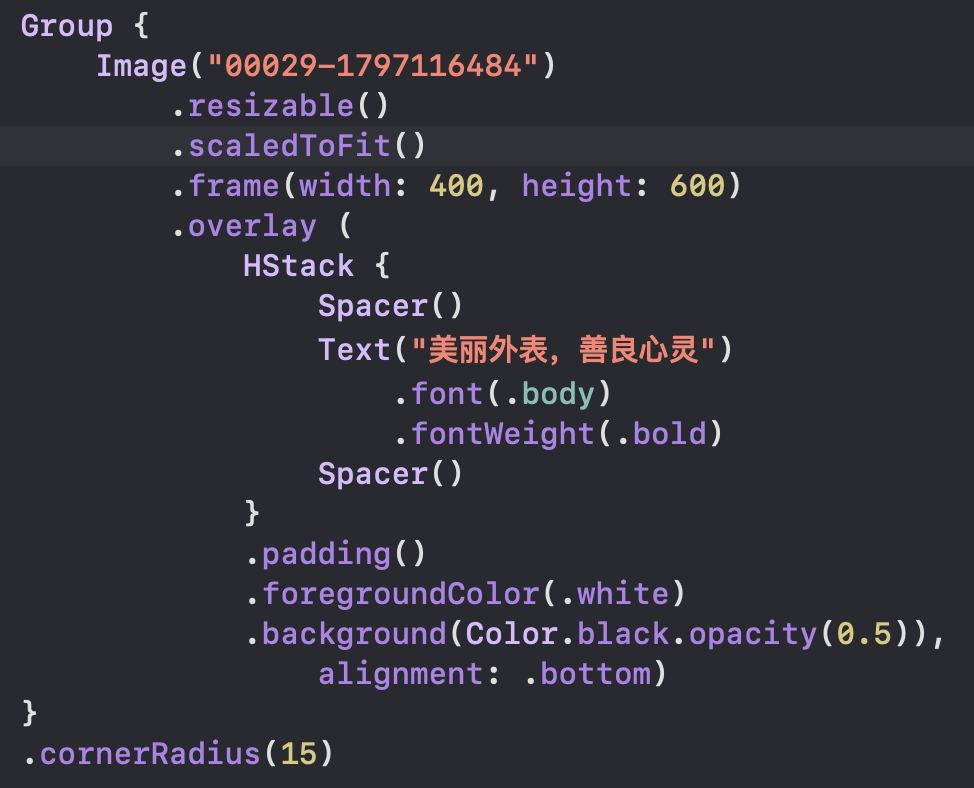 Group {
    Image("00029-1797116484")
        .resizable()
        .scaledToFit()
        .frame(width: 400, height: 600)
        .overlay (
            HStack {
                Spacer()
                Text("美丽外表，善良心灵")
                    .font(.body)
                    .fontWeight(.bold)
                Spacer()
            }
            .padding()
            .foregroundColor(.white)
            .background(Color.black.opacity(0.5)),
                alignment: .bottom)
}
.cornerRadius(15)